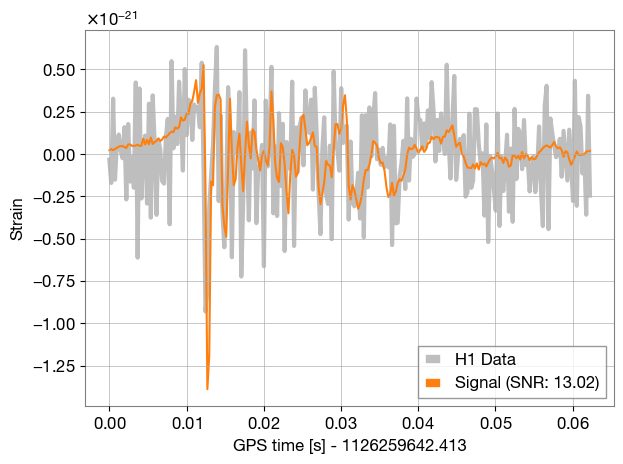 ×10⁻²¹
0.50
0.25
0.00
−0.25
−0.50
−0.75
−1.00
−1.25
Strain
H1 Data
Signal (SNR: 13.02)
0.00 0.01 0.02 0.03 0.04 0.05 0.06
GPS time [s] - 1126259642.413